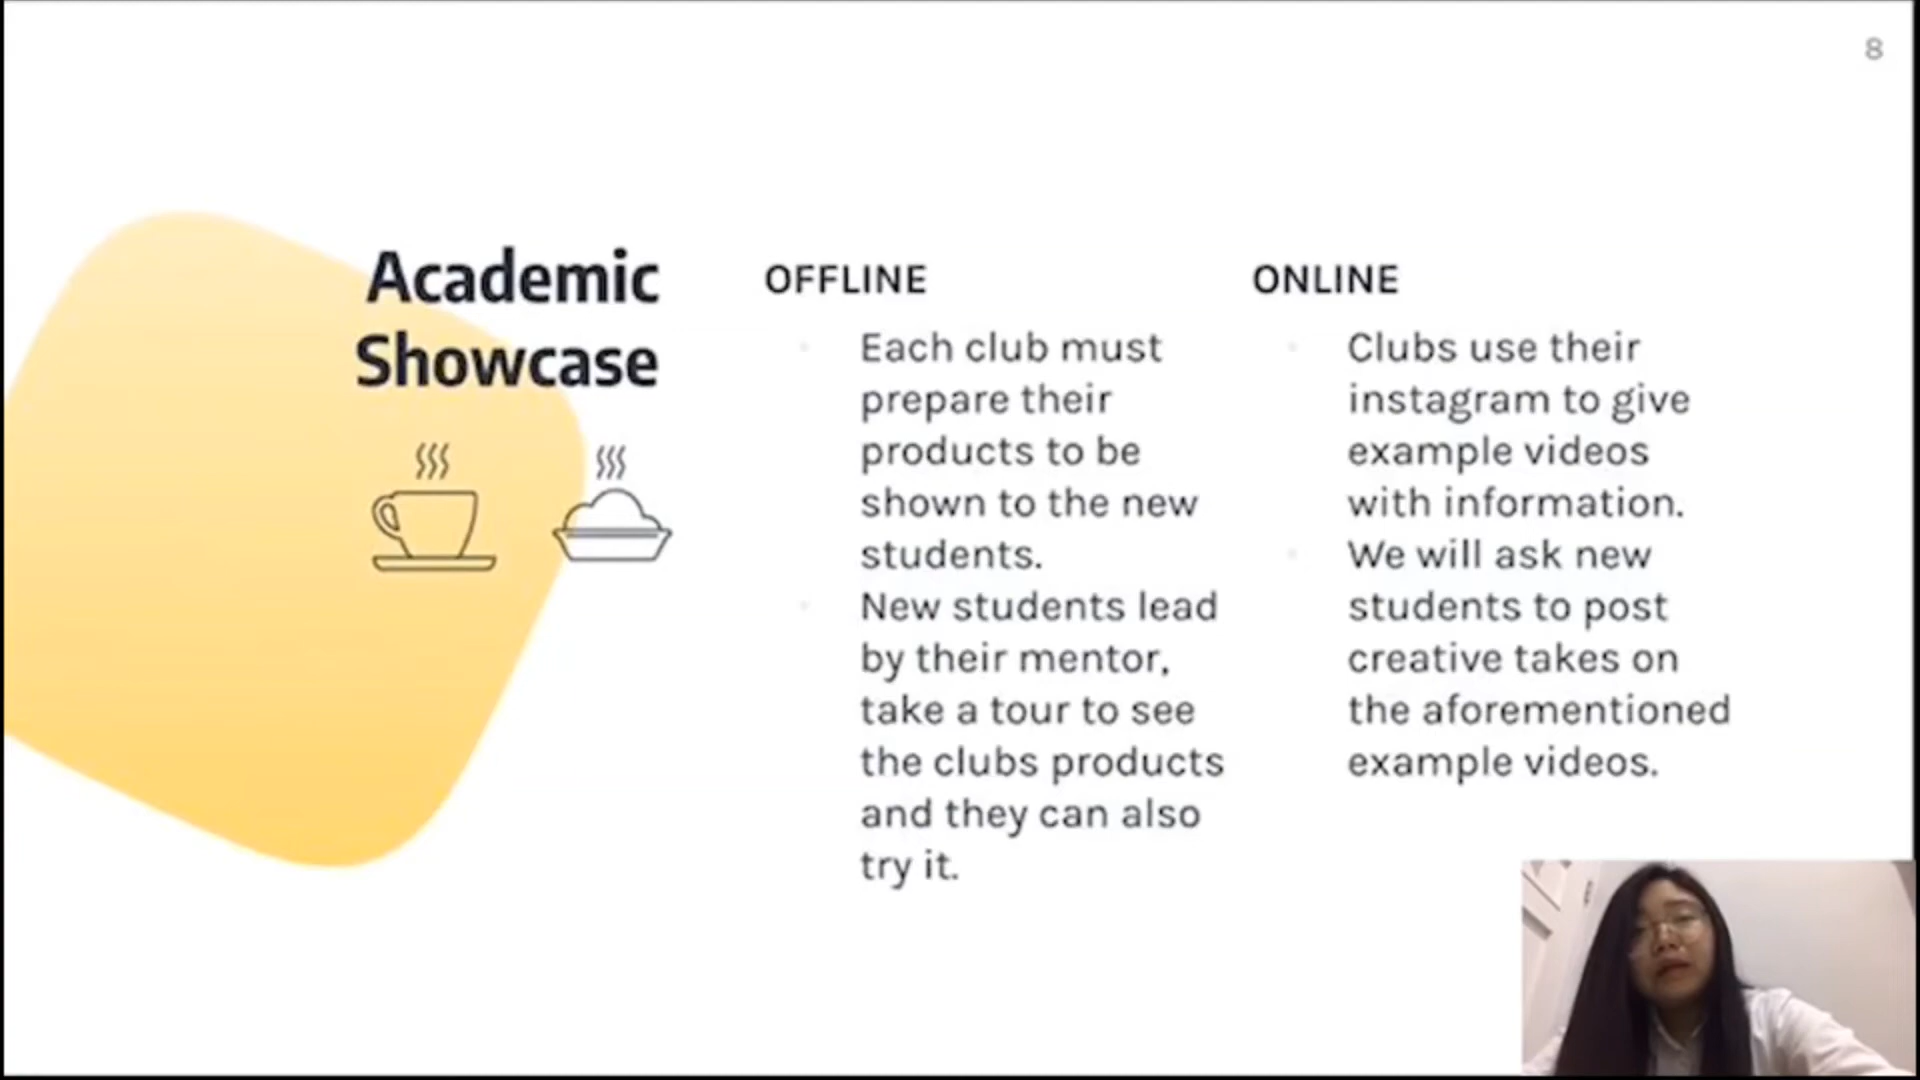 8
Academic
Showcase
OFFLINE
Each club must
prepare their
products to be
shown to the new
students.
New students lead
by their mentor,
take a tour to see
the clubs products
and they can also
try it.
ONLINE
Clubs use their
instagram to give
example videos
with information.
We will ask new
students to post
creative takes on
the aforementioned
example videos.